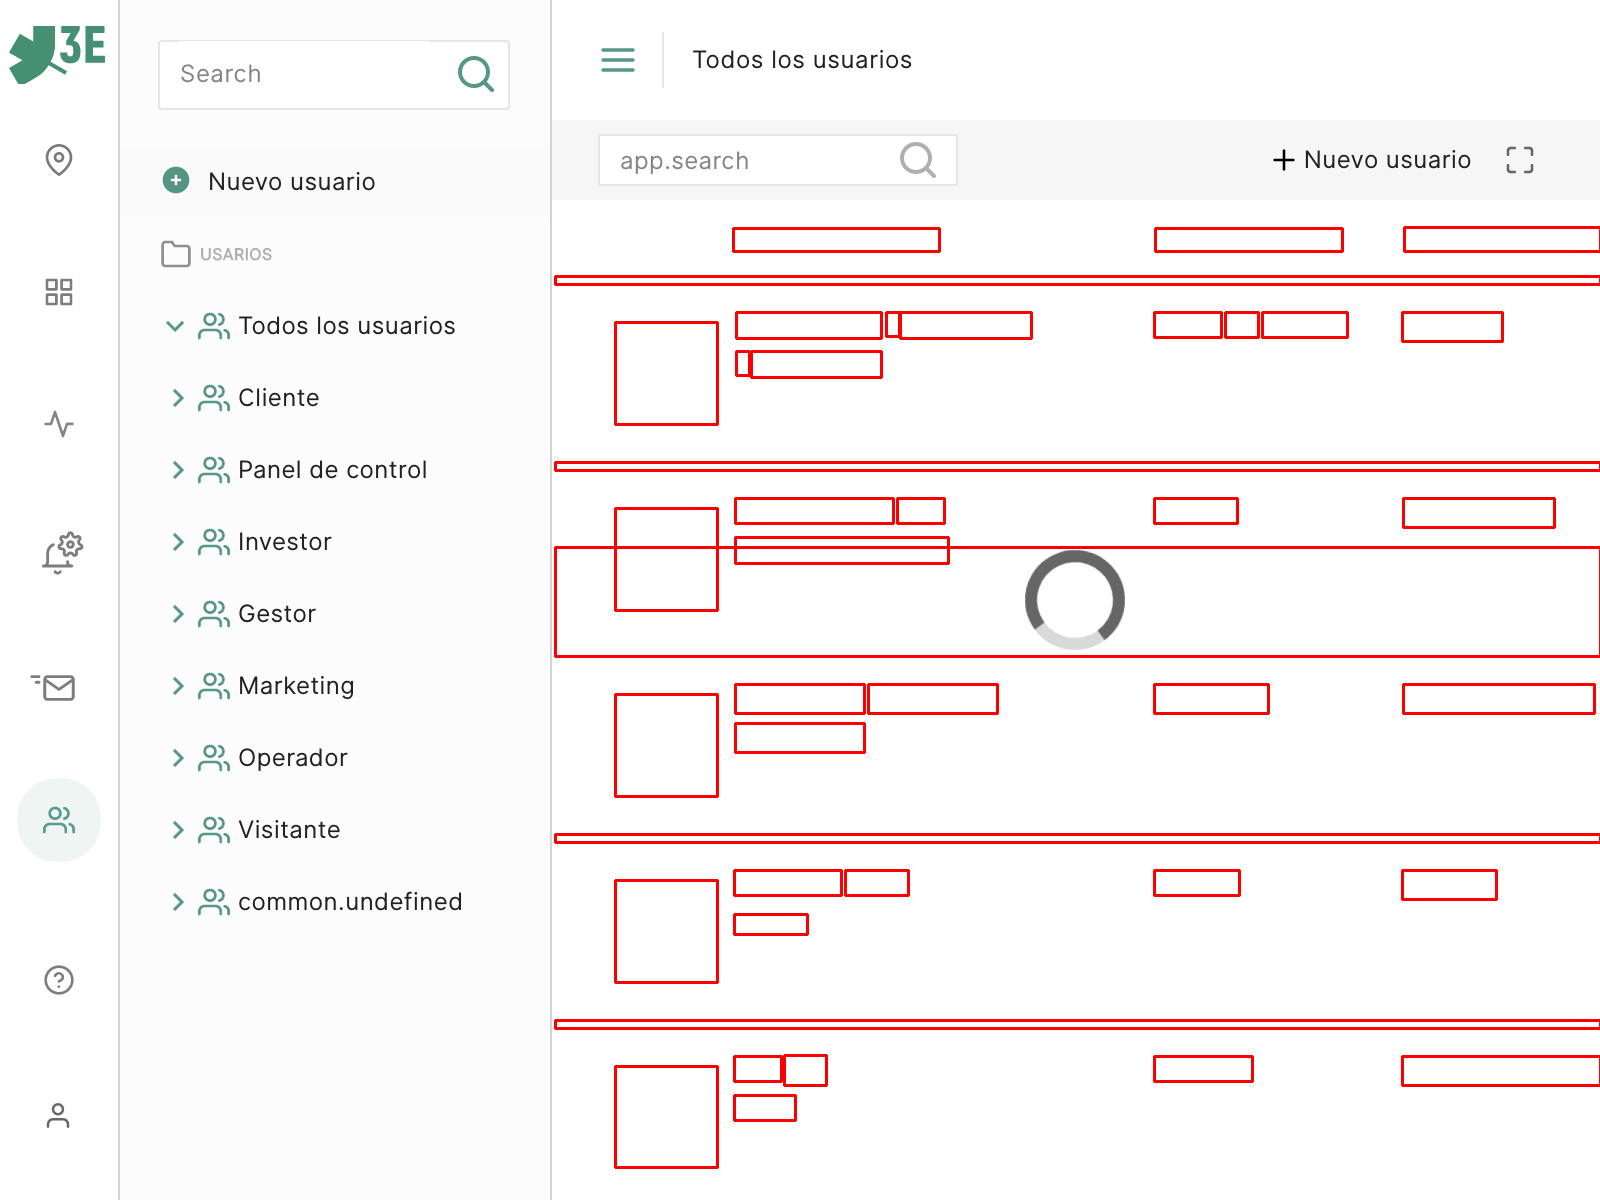 3E
Search
Nuevo usuario
USARIOS
Todos los usuarios
Cliente
Panel de control
Investor
Gestor
Marketing
Operador
Visitante
common.undefined
Todos los usuarios
app.search
Nuevo usuario